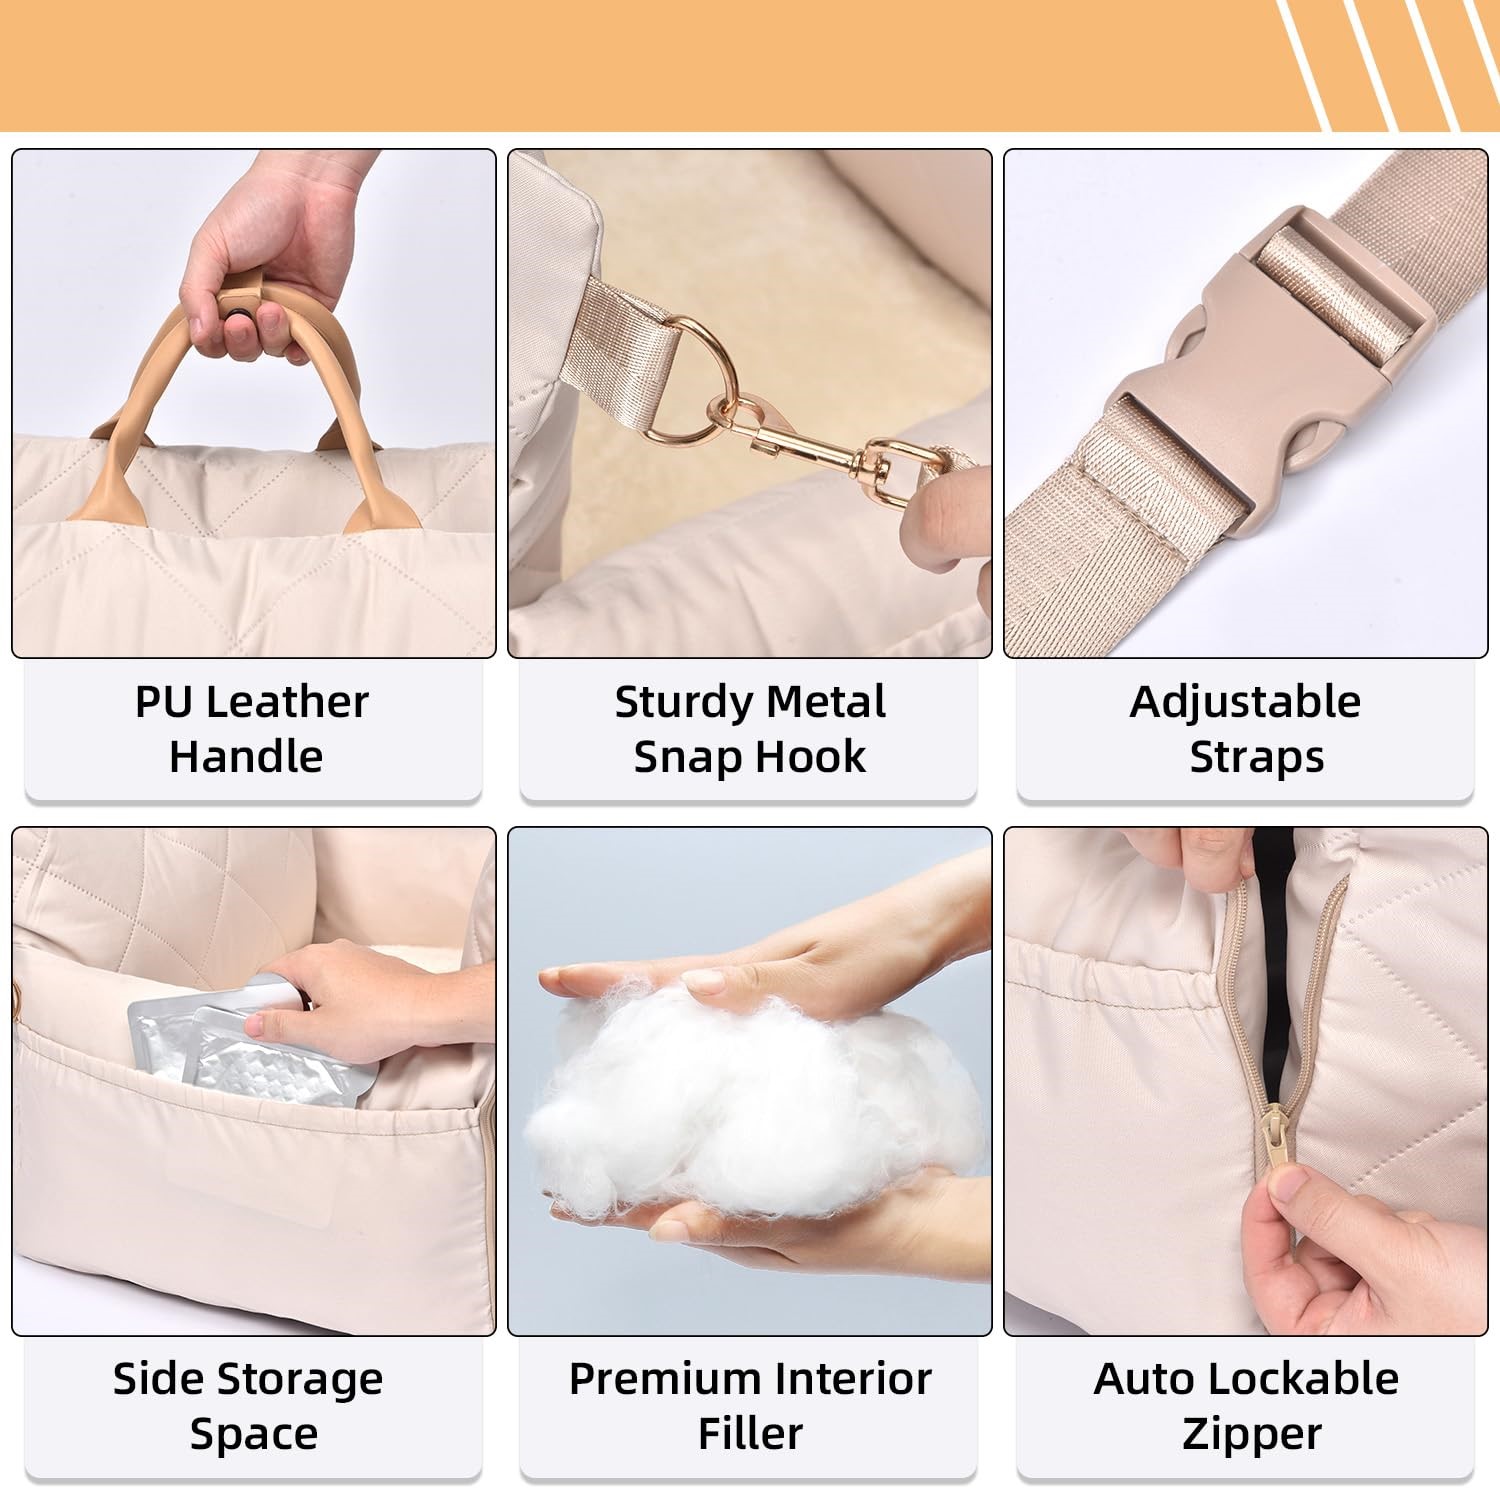 PU Leather
Handle
Sturdy Metal
Snap Hook
Adjustable
Straps
Side Storage
Space
Premium Interior
Filler
Auto Lockable
Zipper